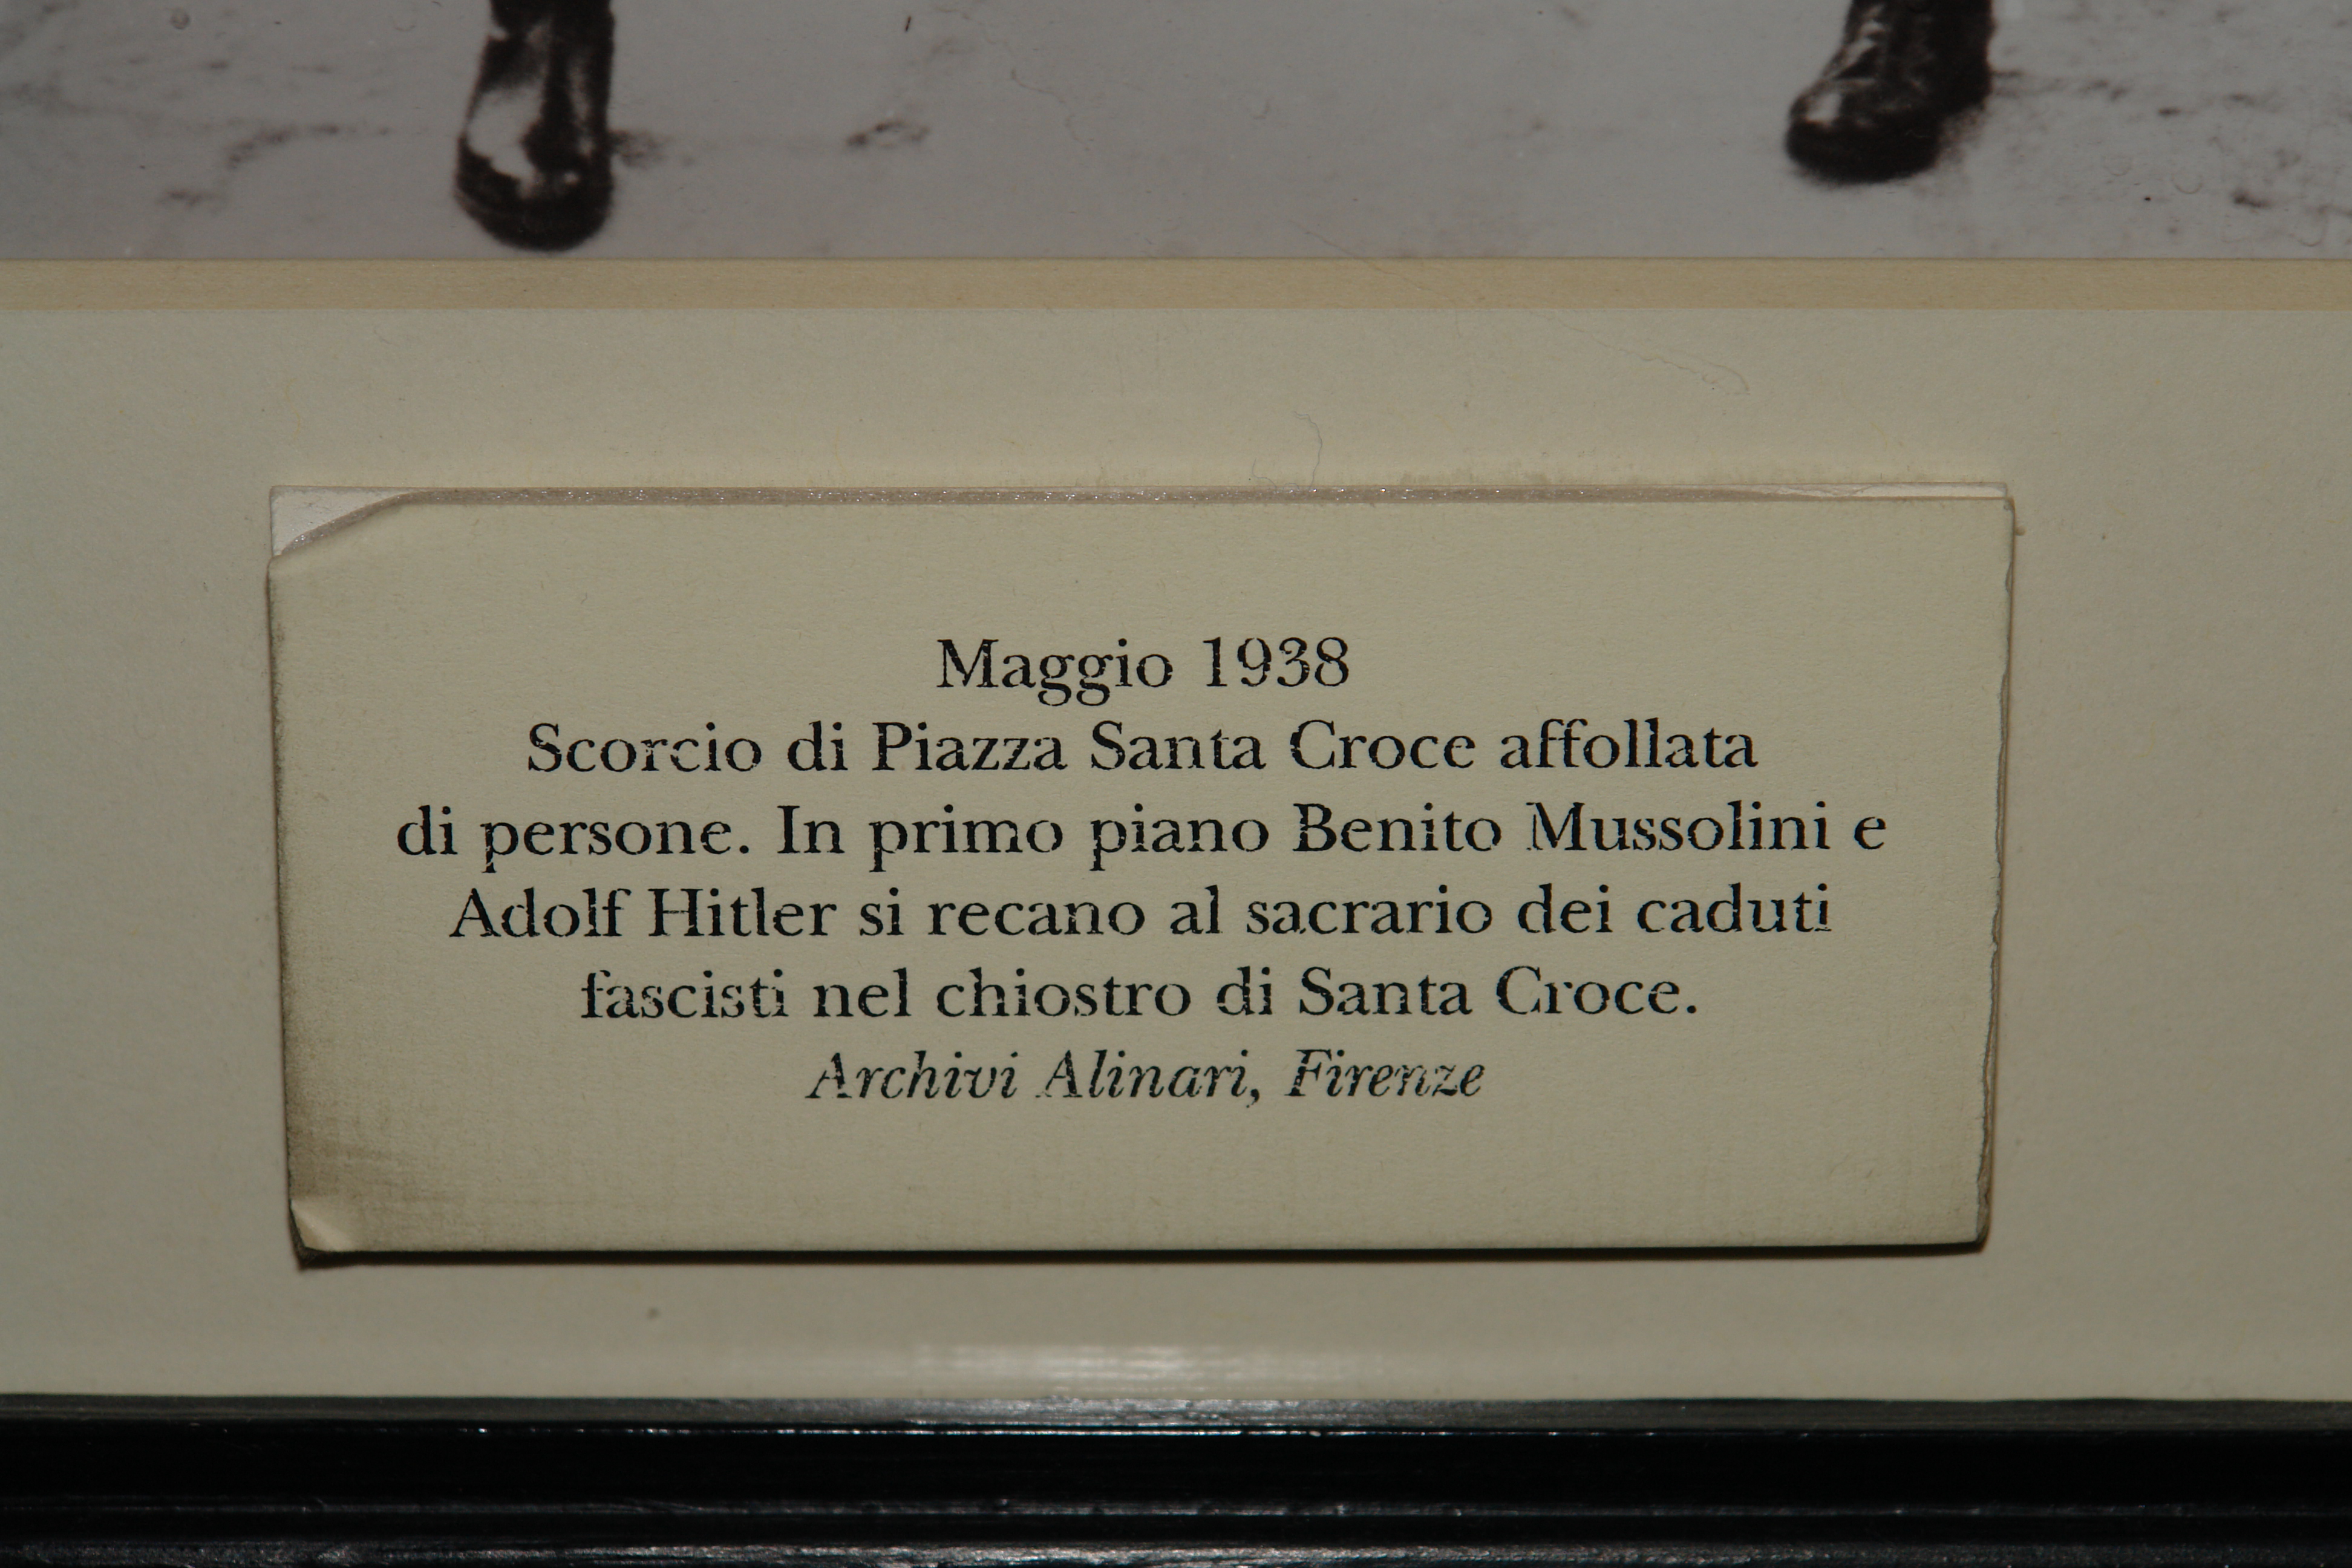 Maggio 1938
Scorcio di Piazza Santa Croce affollata
di persone. In primo piano Benito Mussolini e
Adolf Hitler si recano al sacrario dei caduti
fascisti nel chiostro di Santa Croce.
Archivi Alinari, Firenze